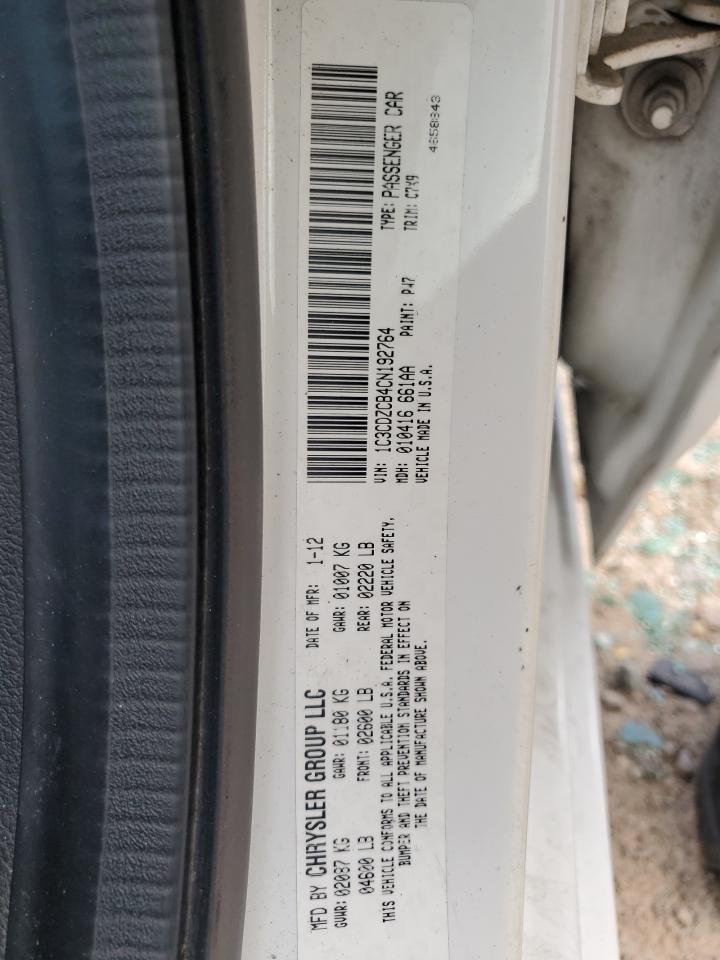 MFD BY CHRYSLER GROUP LLC DATE OF MFR: 1-12
GVWR: 02087 KG GAWR: 01180 KG GAWR: 01007 KG
04600 LB FRONT: 02600 LB REAR: 02220 LB
THIS VEHICLE CONFORMS TO ALL APPLICABLE U.S.A. FEDERAL MOTOR VEHICLE SAFETY,
BUMPER AND THEFT PREVENTION STANDARDS IN EFFECT ON
THE DATE OF MANUFACTURE SHOWN ABOVE.
VIN: 1C3CDZCB4CN192764 TYPE: PASSENGER CAR
MDH: 010416 661AA PAINT: PW7 TRIM: C7X9
VEHICLE MADE IN U.S.A.
4658843